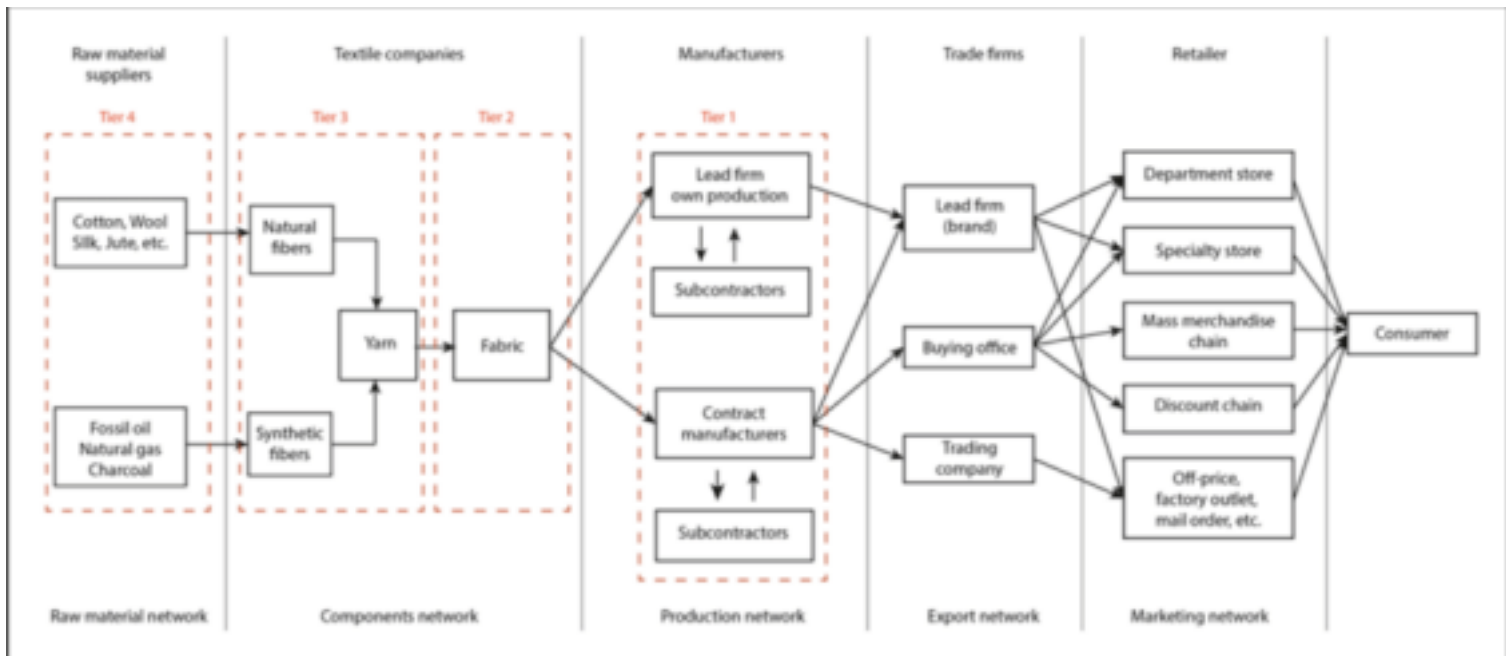 Raw material
suppliers
Textile companies
Manufacturers
Trade firms
Retailer
Tier 4
Tier 3
Tier 2
Tier 1
Cotton, Wool
Silk, Jute, etc.
Fossil oil
Natural gas
Charcoal
Natural
fibers
Synthetic
fibers
Yarn
Fabric
Lead firm
own production
Subcontractors
Contract
manufacturers
Subcontractors
Lead firm
(brand)
Buying office
Trading
company
Department store
Specialty store
Mass merchandise
chain
Discount chain
Off-price,
factory outlet,
mail order, etc.
Consumer
Raw material network
Components network
Production network
Export network
Marketing network